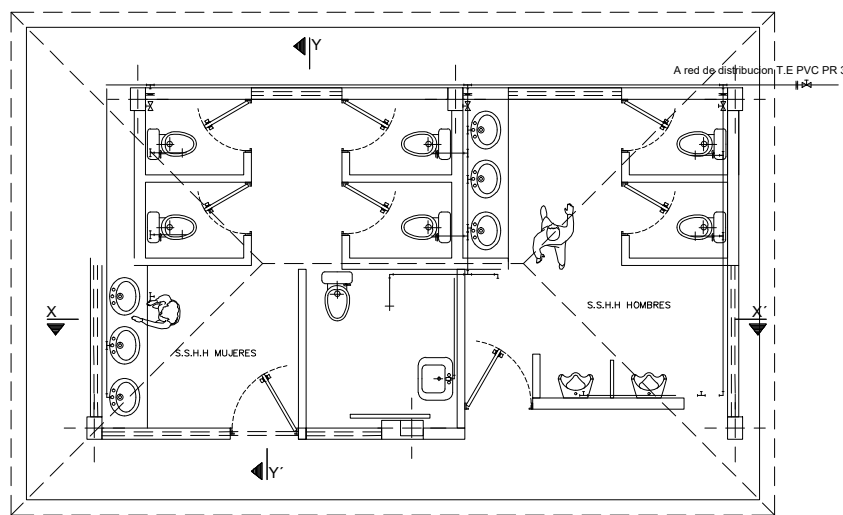 Y
A red de distribucion T.E PVC PR 3
S.S.H.H HOMBRES
X
X´
S.S.H.H MUJERES
Y´